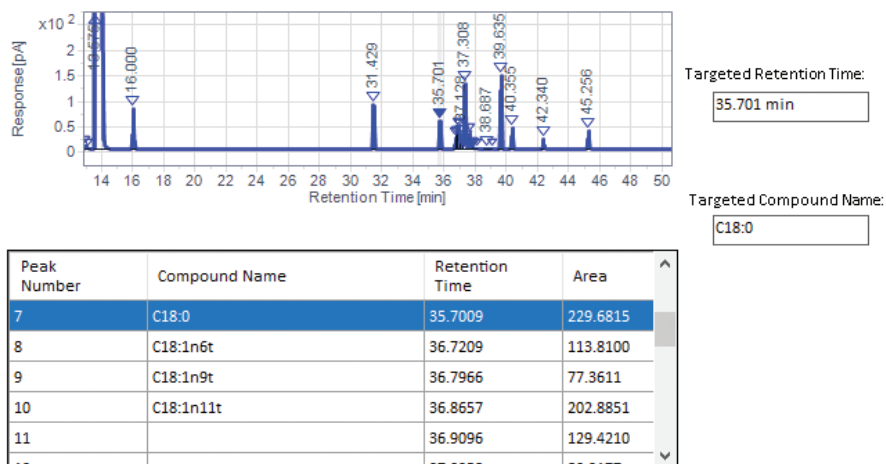 x10 2
Response [pA]
2
1.5
1
0.5
0
16.000
31.429
35.701
37.308
38.687
39.635
40.355
42.340
45.256
14 16 18 20 22 24 26 28 30 32 34 36 38 40 42 44 46 48 50
Retention Time [min]
Targeted Retention Time:
35.701 min
Targeted Compound Name:
C18:0
Peak Number Compound Name Retention Time Area
7 C18:0 35.7009 229.6815
8 C18:1n6t 36.7209 113.8100
9 C18:1n9t 36.7966 77.3611
10 C18:1n11t 36.8657 202.8851
11 36.9096 129.4210